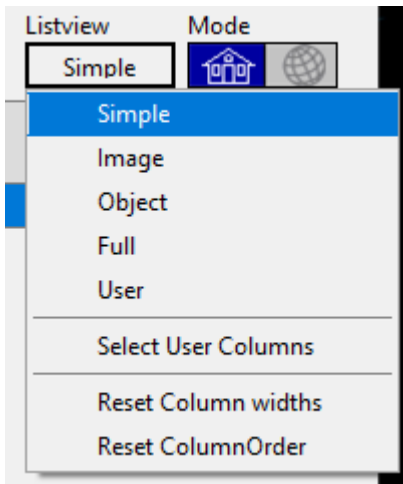 Listview Mode
Simple
Simple
Image
Object
Full
User
Select User Columns
Reset Column widths
Reset ColumnOrder